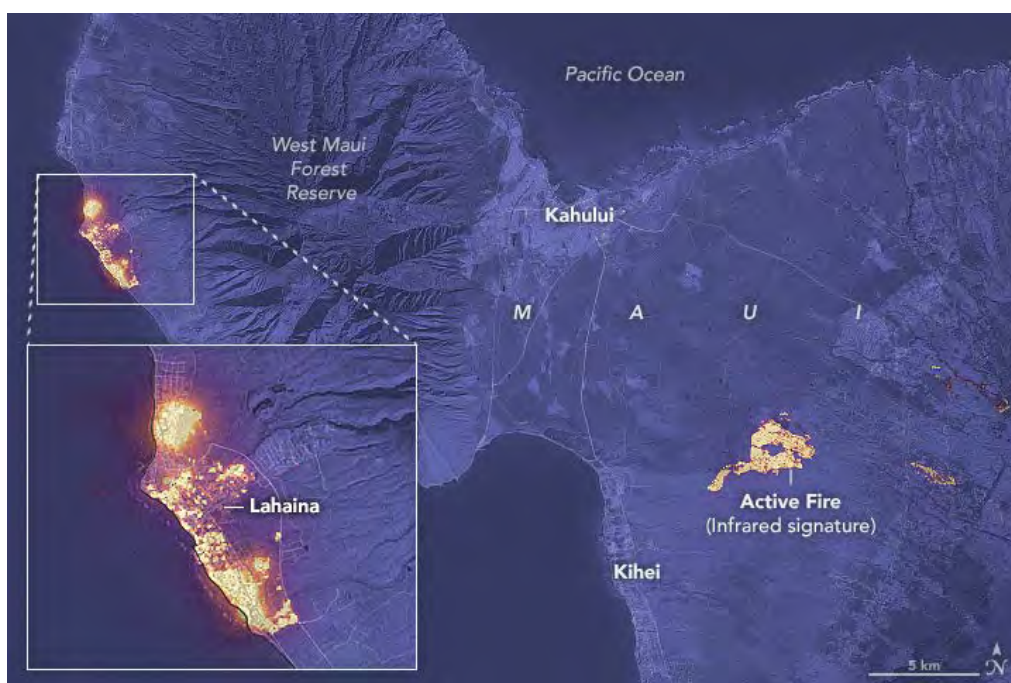 Pacific Ocean
West Maui
Forest
Reserve
Kahului
M A U I
Lahaina
Active Fire
(Infrared signature)
Kihei
5 km
N